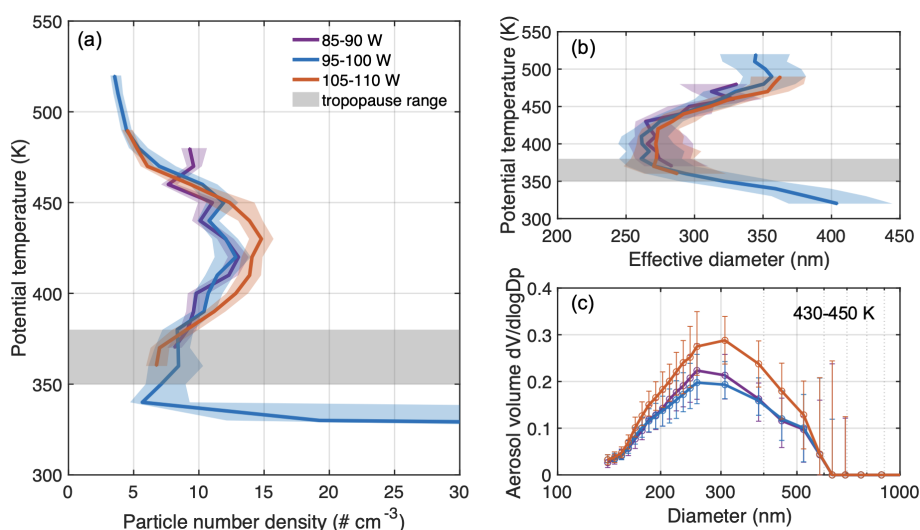 (a)
85-90 W
95-100 W
105-110 W
tropopause range
550
500
450
400
350
300
Potential temperature (K)
0 5 10 15 20 25 30
Particle number density (# cm⁻³)
(b)
550
500
450
400
350
300
Potential temperature (K)
200 250 300 350 400 450
Effective diameter (nm)
(c)
430-450 K
0.4
0.3
0.2
0.1
0
Aerosol volume dV/dlogDp
100 200 300 500 1000
Diameter (nm)